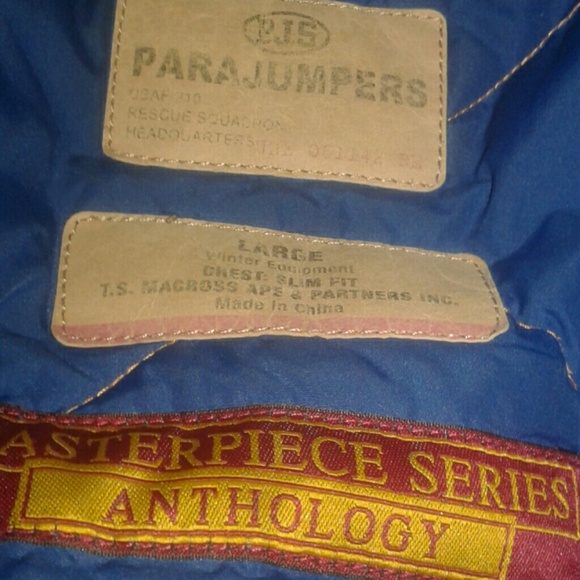 PJS
PARAJUMPERS
RESCUE SQUADRON
HEADQUARTERS
LARGE
Winter Equipment
CHEST: SLIM FIT
T.S. MACROSS APE & PARTNERS INC.
Made in China
ASTERPIECE SERIES
ANTHOLOGY